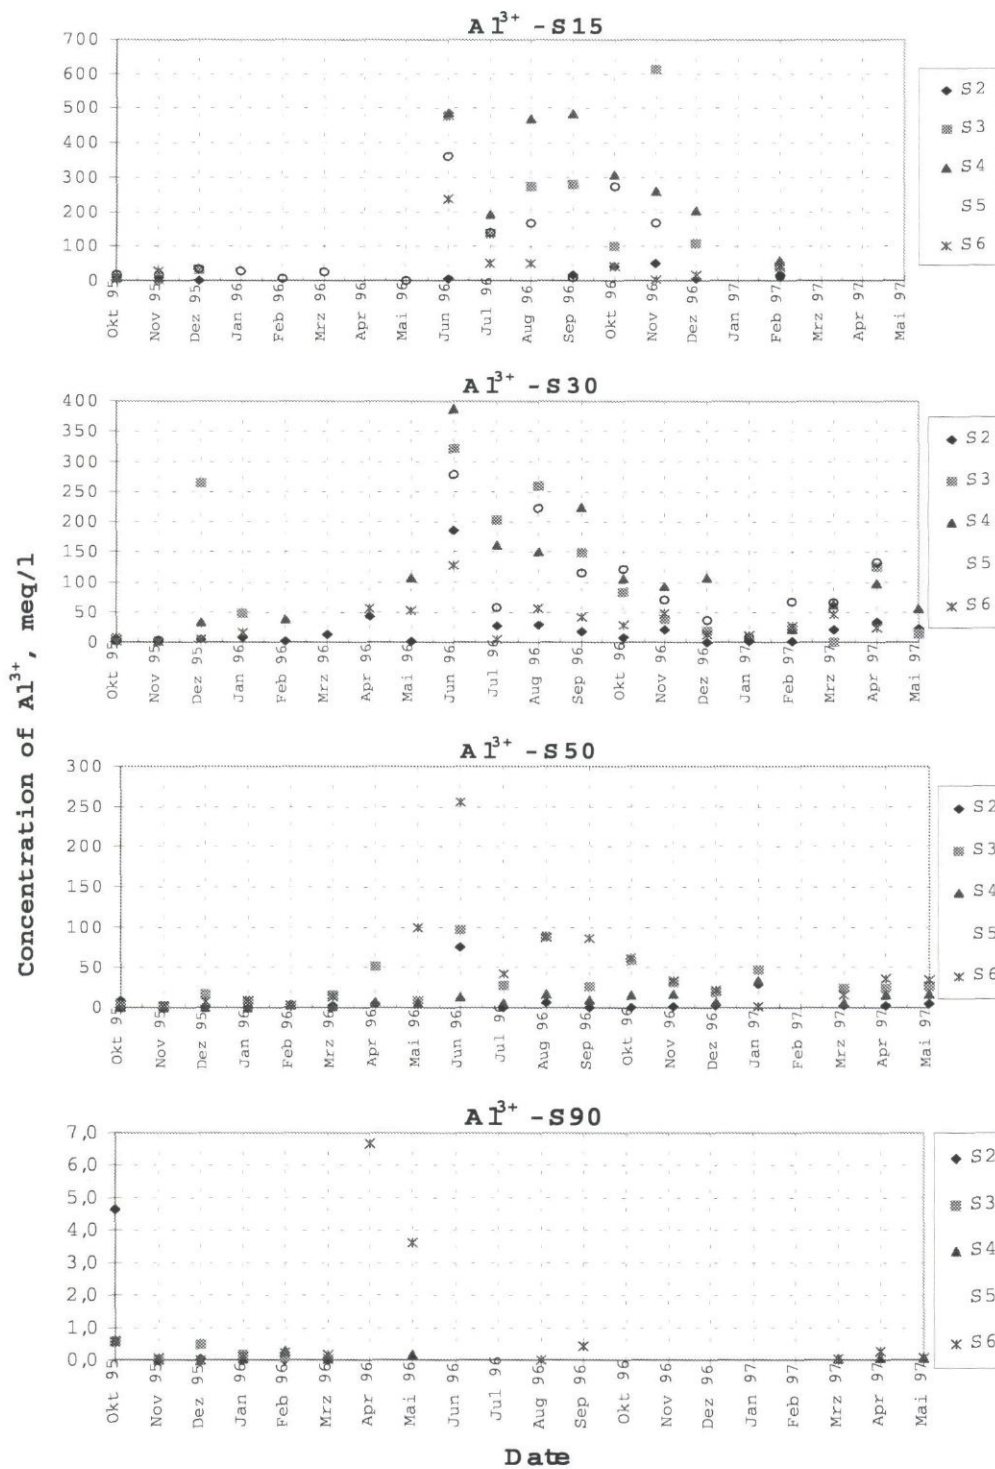 Al³⁺ -S15
700
600
500
400
300
200
100
0
Okt 95
Nov 95
Dez 95
Jan 96
Feb 96
Mrz 96
Apr 96
Mai 96
Jun 96
Jul 96
Aug 96
Sep 96
Okt 96
Nov 96
Dez 96
Jan 97
Feb 97
Mrz 97
Apr 97
Mai 97
S2
S3
S4
S5
S6
Al³⁺ -S30
400
350
300
250
200
150
100
50
0
Okt 95
Nov 95
Dez 95
Jan 96
Feb 96
Mrz 96
Apr 96
Mai 96
Jun 96
Jul 96
Aug 96
Sep 96
Okt 96
Nov 96
Dez 96
Jan 97
Feb 97
Mrz 97
Apr 97
Mai 97
S2
S3
S4
S5
S6
Concentration of Al³⁺, meq/l
Al³⁺ -S50
300
250
200
150
100
50
0
Okt 95
Nov 95
Dez 95
Jan 96
Feb 96
Mrz 96
Apr 96
Mai 96
Jun 96
Jul 96
Aug 96
Sep 96
Okt 96
Nov 96
Dez 96
Jan 97
Feb 97
Mrz 97
Apr 97
Mai 97
S2
S3
S4
S5
S6
Al³⁺ -S90
7,0
6,0
5,0
4,0
3,0
2,0
1,0
0,0
Okt 95
Nov 95
Dez 95
Jan 96
Feb 96
Mrz 96
Apr 96
Mai 96
Jun 96
Jul 96
Aug 96
Sep 96
Okt 96
Nov 96
Dez 96
Jan 97
Feb 97
Mrz 97
Apr 97
Mai 97
S2
S3
S4
S5
S6
Date